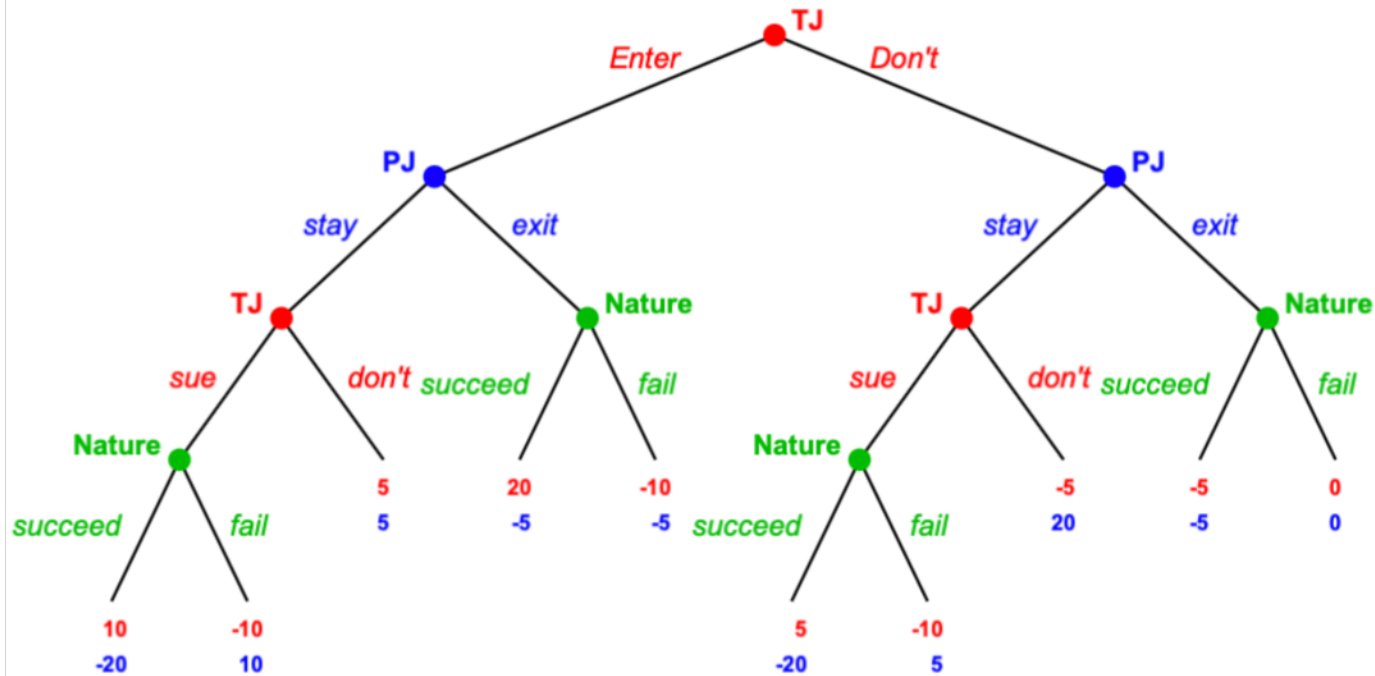 TJ
Enter Don't
PJ PJ
stay exit stay exit
TJ Nature TJ Nature
sue don't succeed fail sue don't succeed fail
Nature Nature
5 20 -10 -5 -5 0
5 -5 -5 20 -5 0
succeed fail succeed fail
10 -10 5 -10
-20 10 -20 5